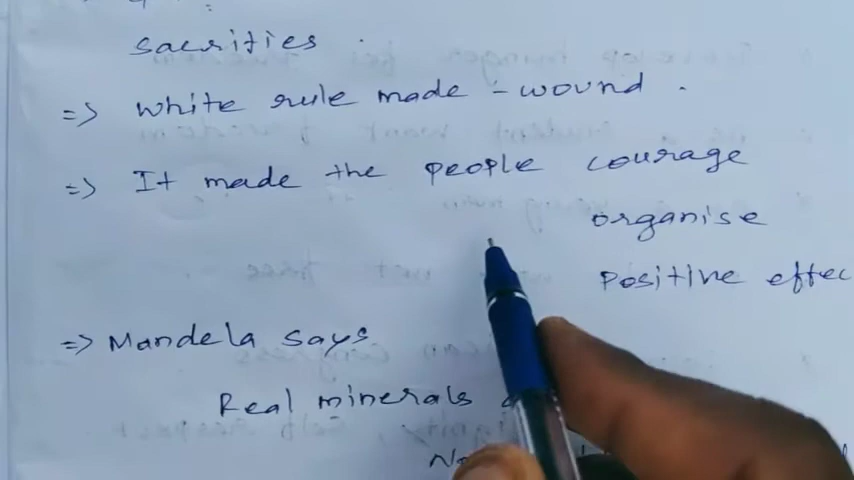 sacrifies .
=> white rule made - wound .
=> It made the people courage
organise
Positive effec
=> Mandela says
Real minerals